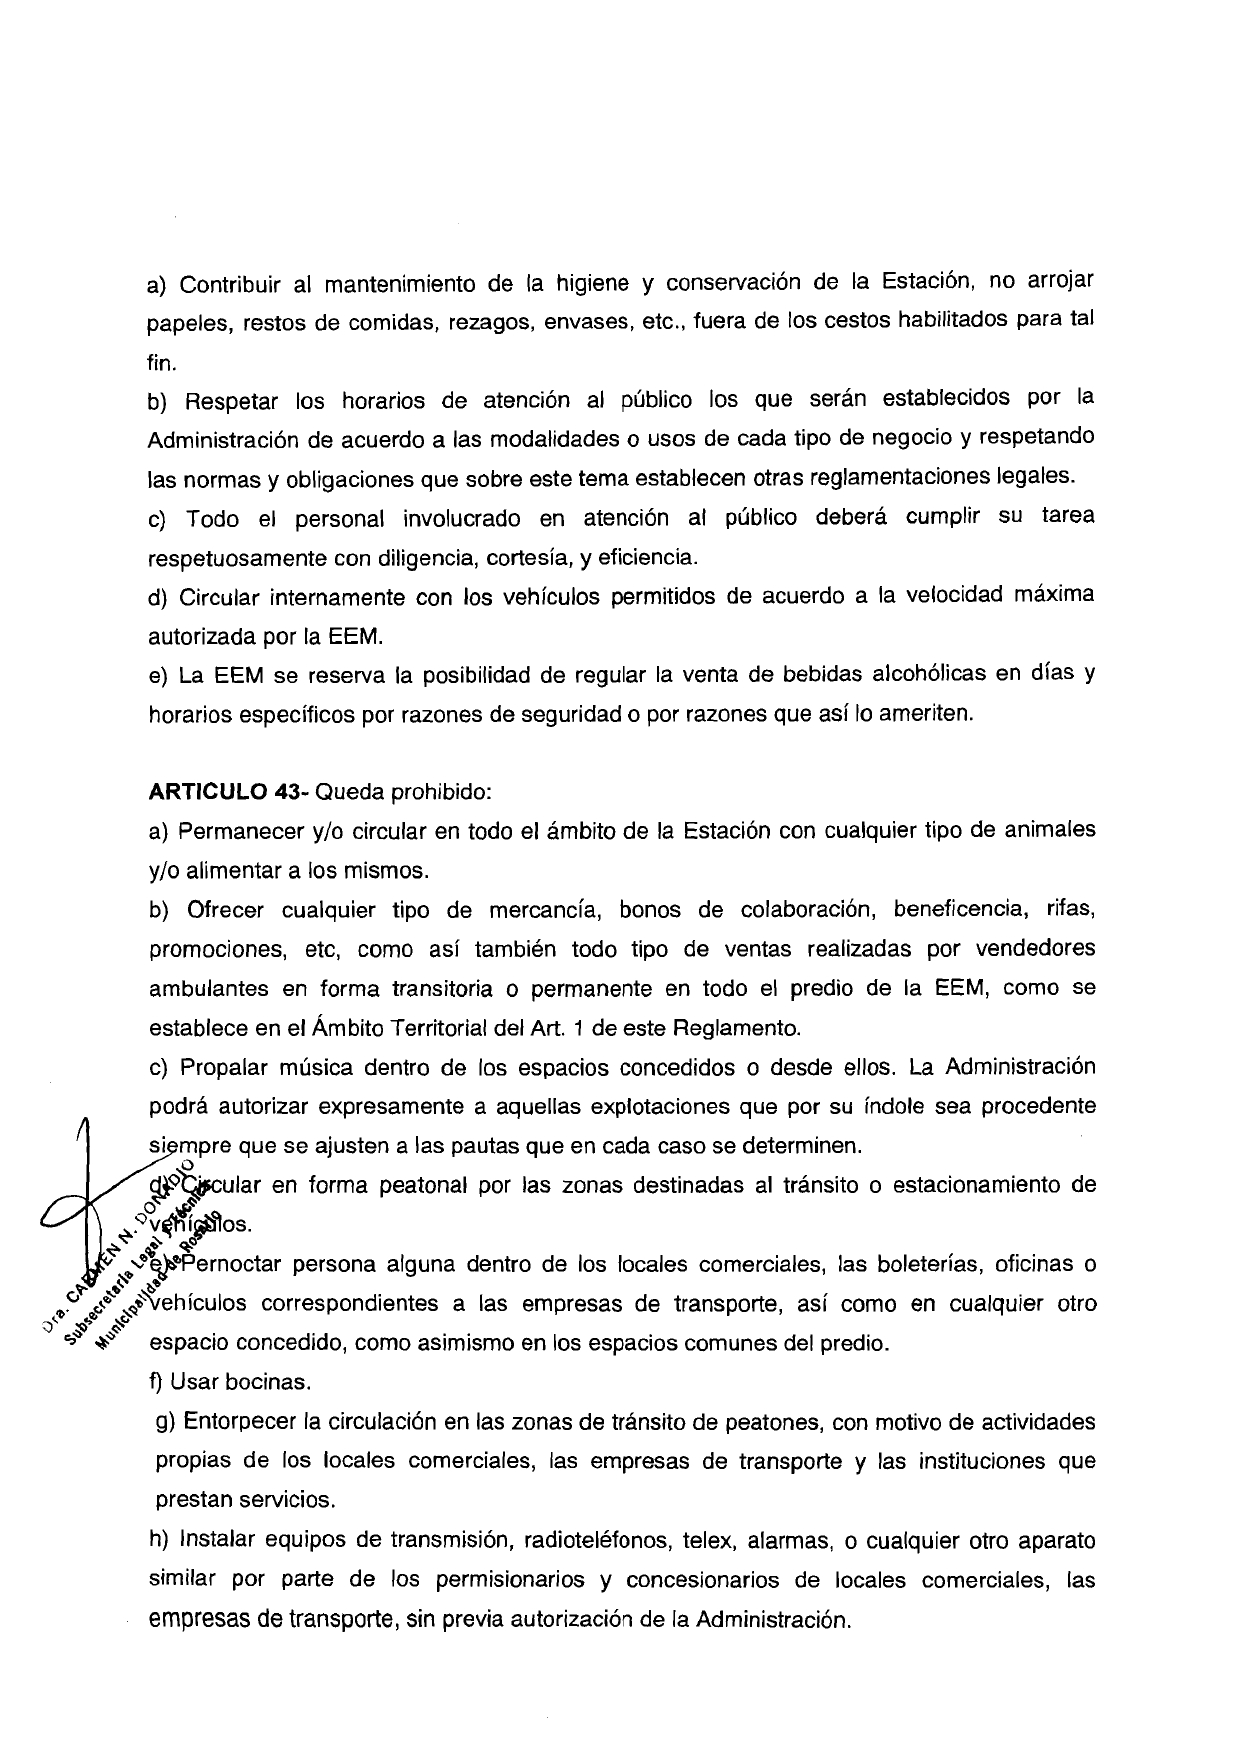 a) Contribuir al mantenimiento de la higiene y conservación de la Estación, no arrojar
papeles, restos de comidas, rezagos, envases, etc., fuera de los cestos habilitados para tal
fin.
b) Respetar los horarios de atención al público los que serán establecidos por la
Administración de acuerdo a las modalidades o usos de cada tipo de negocio y respetando
las normas y obligaciones que sobre este tema establecen otras reglamentaciones legales.
c) Todo el personal involucrado en atención al público deberá cumplir su tarea
respetuosamente con diligencia, cortesía, y eficiencia.
d) Circular internamente con los vehículos permitidos de acuerdo a la velocidad máxima
autorizada por la EEM.
e) La EEM se reserva la posibilidad de regular la venta de bebidas alcohólicas en días y
horarios específicos por razones de seguridad o por razones que así lo ameriten.
ARTICULO 43- Queda prohibido:
a) Permanecer y/o circular en todo el ámbito de la Estación con cualquier tipo de animales
y/o alimentar a los mismos.
b) Ofrecer cualquier tipo de mercancía, bonos de colaboración, beneficencia, rifas,
promociones, etc, como así también todo tipo de ventas realizadas por vendedores
ambulantes en forma transitoria o permanente en todo el predio de la EEM, como se
establece en el Ámbito Territorial del Art. 1 de este Reglamento.
c) Propalar música dentro de los espacios concedidos o desde ellos. La Administración
podrá autorizar expresamente a aquellas explotaciones que por su índole sea procedente
siempre que se ajusten a las pautas que en cada caso se determinen.
d) Circular en forma peatonal por las zonas destinadas al tránsito o estacionamiento de
vehículos.
e) Pernoctar persona alguna dentro de los locales comerciales, las boleterías, oficinas o
vehículos correspondientes a las empresas de transporte, así como en cualquier otro
espacio concedido, como asimismo en los espacios comunes del predio.
f) Usar bocinas.
g) Entorpecer la circulación en las zonas de tránsito de peatones, con motivo de actividades
propias de los locales comerciales, las empresas de transporte y las instituciones que
prestan servicios.
h) Instalar equipos de transmisión, radioteléfonos, telex, alarmas, o cualquier otro aparato
similar por parte de los permisionarios y concesionarios de locales comerciales, las
empresas de transporte, sin previa autorización de la Administración.
Dra. CARMEN N. DONADIO
Subsecretaria Legal y Técnica
Municipalidad de Rosario